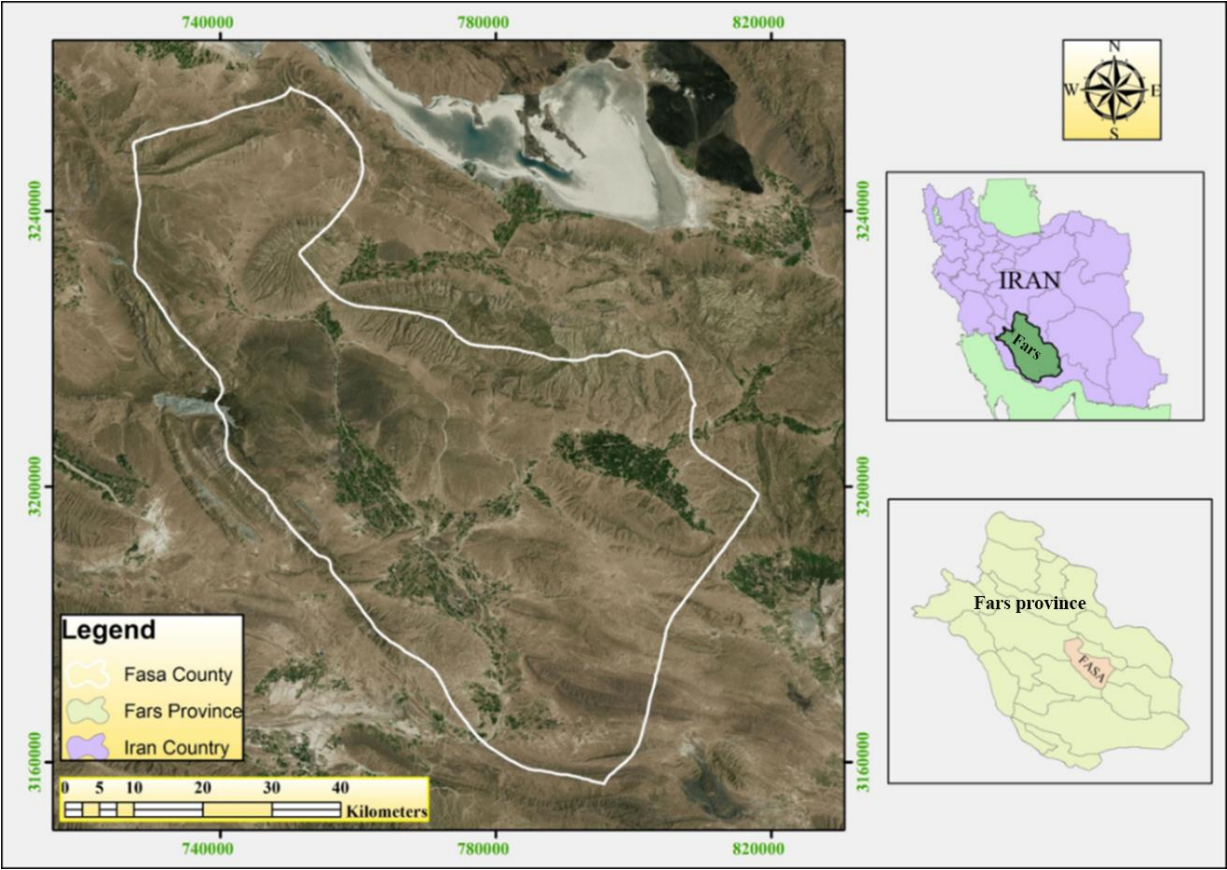 740000 780000 820000
N
W E
S
3240000 3240000
IRAN
Fars
3200000 3200000
Fars province
FASA
Legend
Fasa County
Fars Province
Iran Country
3160000 3160000
0 5 10 20 30 40
Kilometers
740000 780000 820000